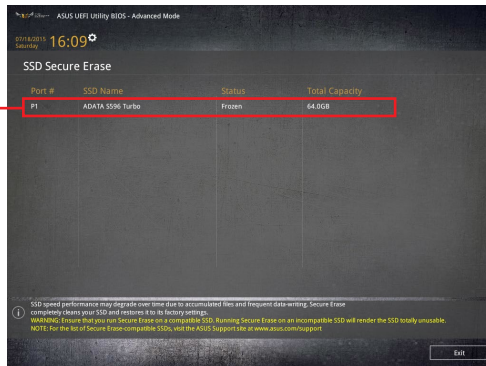 ASUS UEFI Utility BIOS - Advanced Mode
07/18/2015
Saturday
16:09
SSD Secure Erase
Port # SSD Name Status Total Capacity
P1 ADATA S596 Turbo Frozen 64.0GB
SSD speed performance may degrade over time due to accumulated files and frequent data-writing. Secure Erase
completely cleans your SSD and restores it to its factory settings.
WARNING: Ensure that you run Secure Erase on a compatible SSD. Running Secure Erase on an incompatible SSD will render the SSD totally unusable.
NOTE: For the list of Secure Erase-compatible SSDs, visit the ASUS Support site at www.asus.com/support
Exit